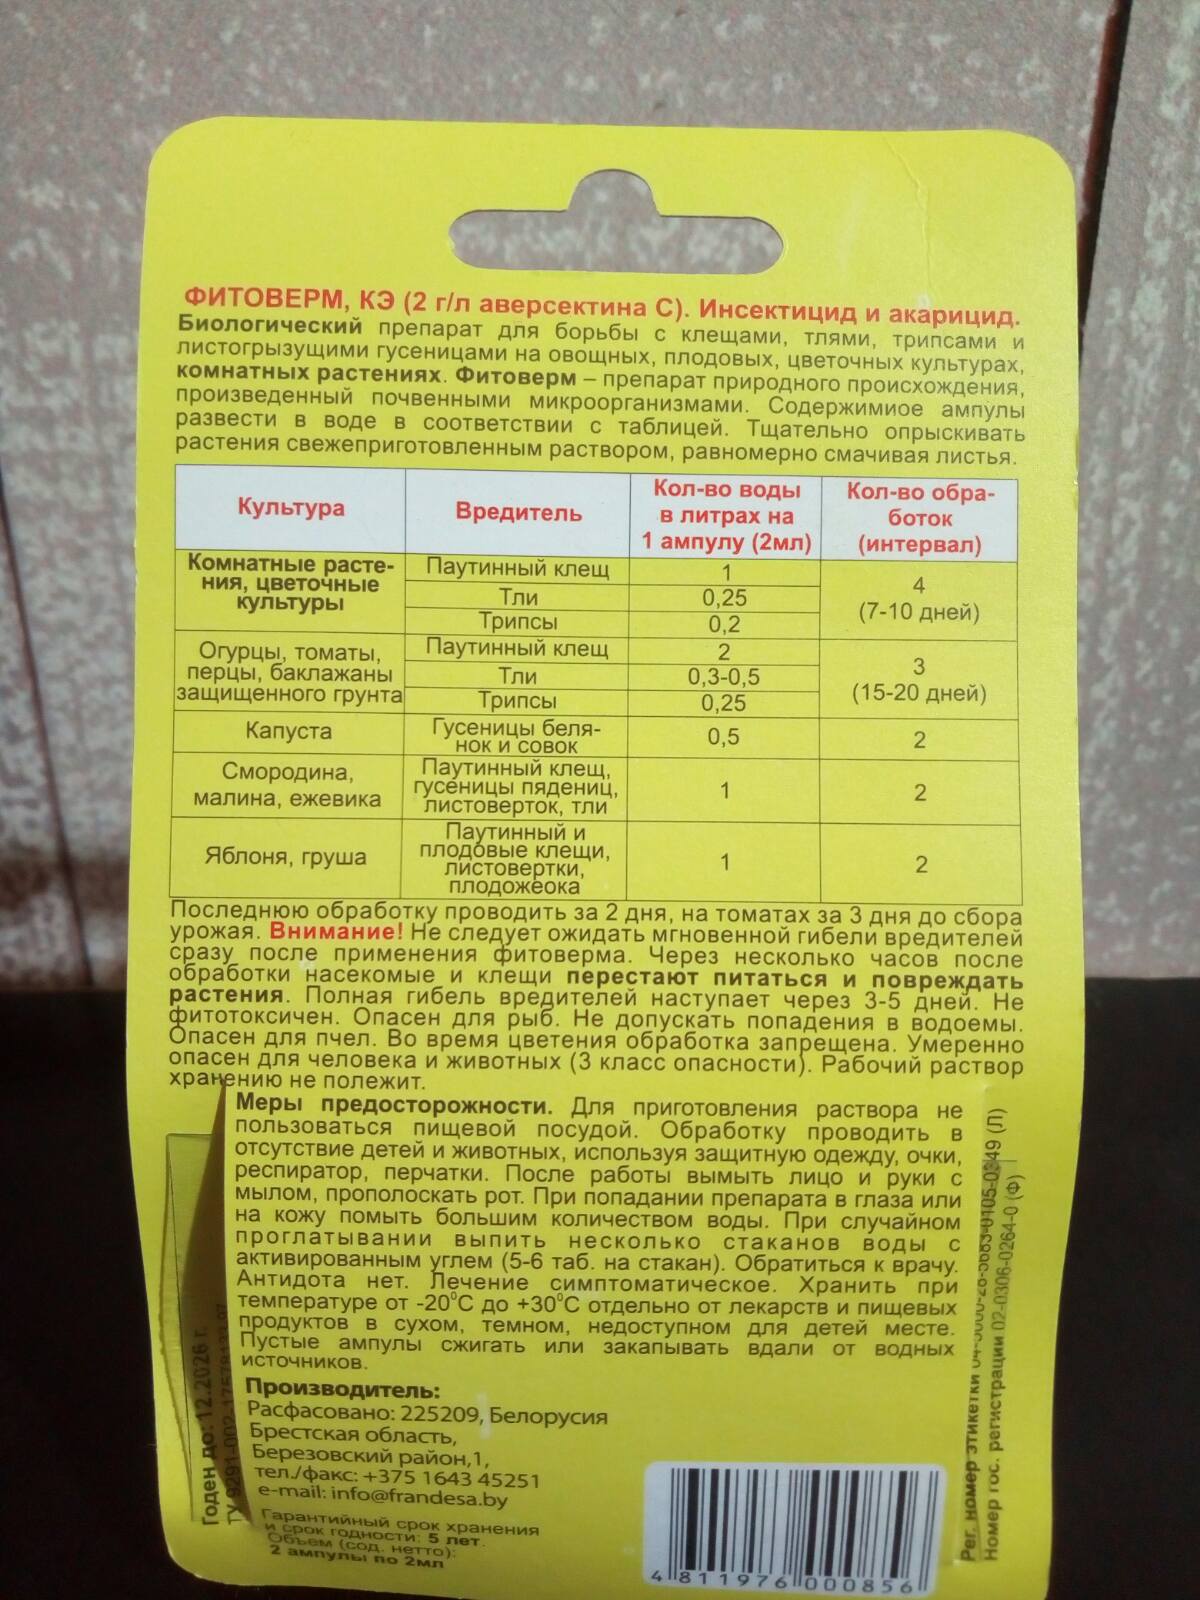 ФИТОВЕРМ, КЭ (2 г/л аверсектина С). Инсектицид и акарицид.
Биологический препарат для борьбы с клещами, тлями, трипсами и
листогрызущими гусеницами на овощных, плодовых, цветочных культурах,
комнатных растениях. Фитоверм – препарат природного происхождения,
произведенный почвенными микроорганизмами. Содержимиое ампулы
развести в воде в соответствии с таблицей. Тщательно опрыскивать
растения свежеприготовленным раствором, равномерно смачивая листья.
Культура
Вредитель
Кол-во воды
в литрах на
1 ампулу (2мл)
Кол-во обра-
боток
(интервал)
Комнатные расте-
ния, цветочные
культуры
Паутинный клещ
1
Тли
0,25
Трипсы
0,2
4
(7-10 дней)
Огурцы, томаты,
перцы, баклажаны
защищенного грунта
Паутинный клещ
2
Тли
0,3-0,5
Трипсы
0,25
3
(15-20 дней)
Капуста
Гусеницы беля-
нок и совок
0,5
2
Смородина,
малина, ежевика
Паутинный клещ,
гусеницы пядениц,
листоверток, тли
1
2
Яблоня, груша
Паутинный и
плодовые клещи,
листовертки,
плодожеока
1
2
Последнюю обработку проводить за 2 дня, на томатах за 3 дня до сбора
урожая. Внимание! Не следует ожидать мгновенной гибели вредителей
сразу после применения фитоверма. Через несколько часов после
обработки насекомые и клещи перестают питаться и повреждать
растения. Полная гибель вредителей наступает через 3-5 дней. Не
фитотоксичен. Опасен для рыб. Не допускать попадения в водоемы.
Опасен для пчел. Во время цветения обработка запрещена. Умеренно
опасен для человека и животных (3 класс опасности). Рабочий раствор
хранению не полежит.
Меры предосторожности. Для приготовления раствора не
пользоваться пищевой посудой. Обработку проводить в
отсутствие детей и животных, используя защитную одежду, очки,
респиратор, перчатки. После работы вымыть лицо и руки с
мылом, прополоскать рот. При попадании препарата в глаза или
на кожу помыть большим количеством воды. При случайном
проглатывании выпить несколько стаканов воды с
активированным углем (5-6 таб. на стакан). Обратиться к врачу.
Антидота нет. Лечение симптоматическое. Хранить при
температуре от -20⁰С до +30⁰С отдельно от лекарств и пищевых
продуктов в сухом, темном, недоступном для детей месте.
Пустые ампулы сжигать или закапывать вдали от водных
источников.
Производитель:
Расфасовано: 225209, Белорусия
Брестская область,
Березовский район,1,
тел./факс: +375 1643 45251
e-mail: info@frandesa.by
Гарантийный срок хранения
и срок годности: 5 лет.
Объем (сод. нетто):
2 ампулы по 2мл
Годен до: 12.2026 г.
ТУ
Рег. номер этикетки
(Л)
Номер гос. регистрации 02-0306-0264-0 (Ф)
4 811976 000856